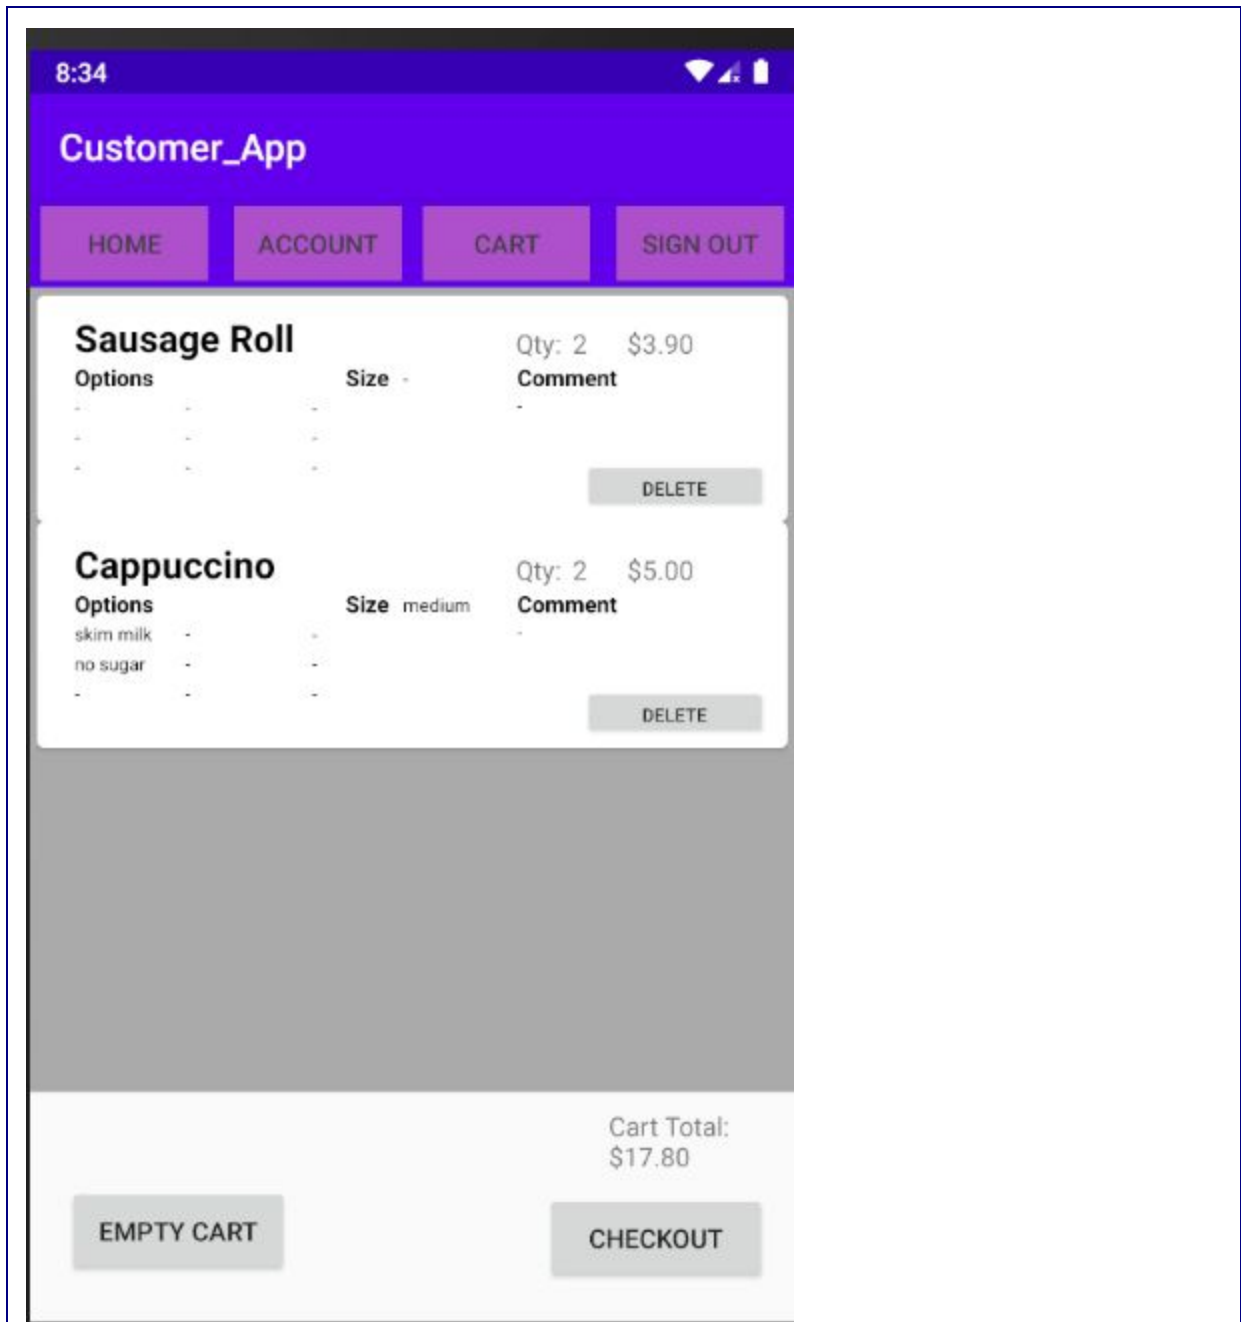 8:34
Customer_App
HOME ACCOUNT CART SIGN OUT
Sausage Roll Qty: 2 $3.90
Options Size - Comment
- - - -
- - -
- - -
DELETE
Cappuccino Qty: 2 $5.00
Options Size medium Comment
skim milk - - -
no sugar - -
- - -
DELETE
Cart Total:
$17.80
EMPTY CART CHECKOUT